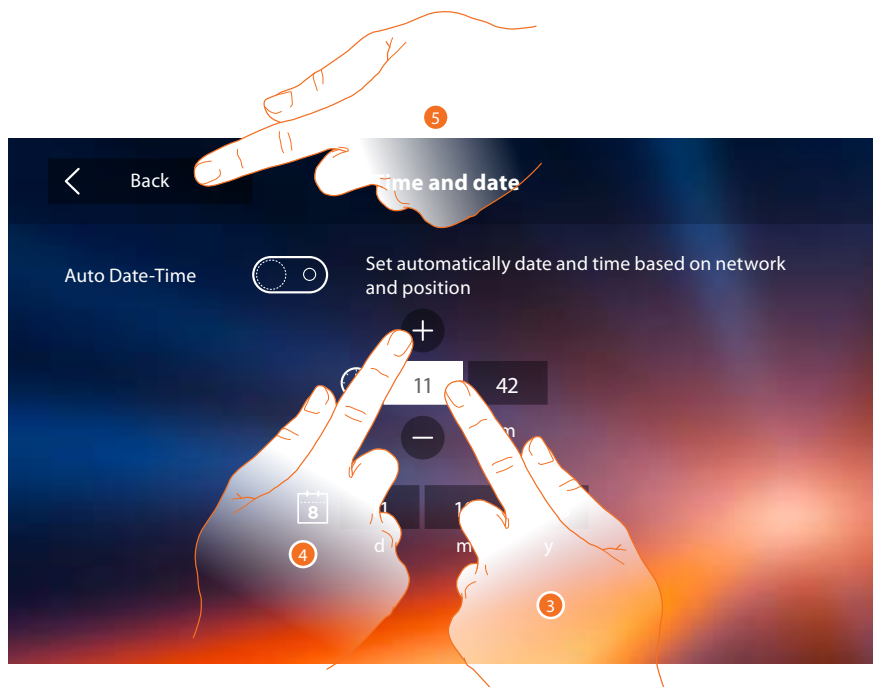 5
Back
Time and date
Auto Date-Time
Set automatically date and time based on network
and position
+
11
42
−
8
d
m
y
4
3